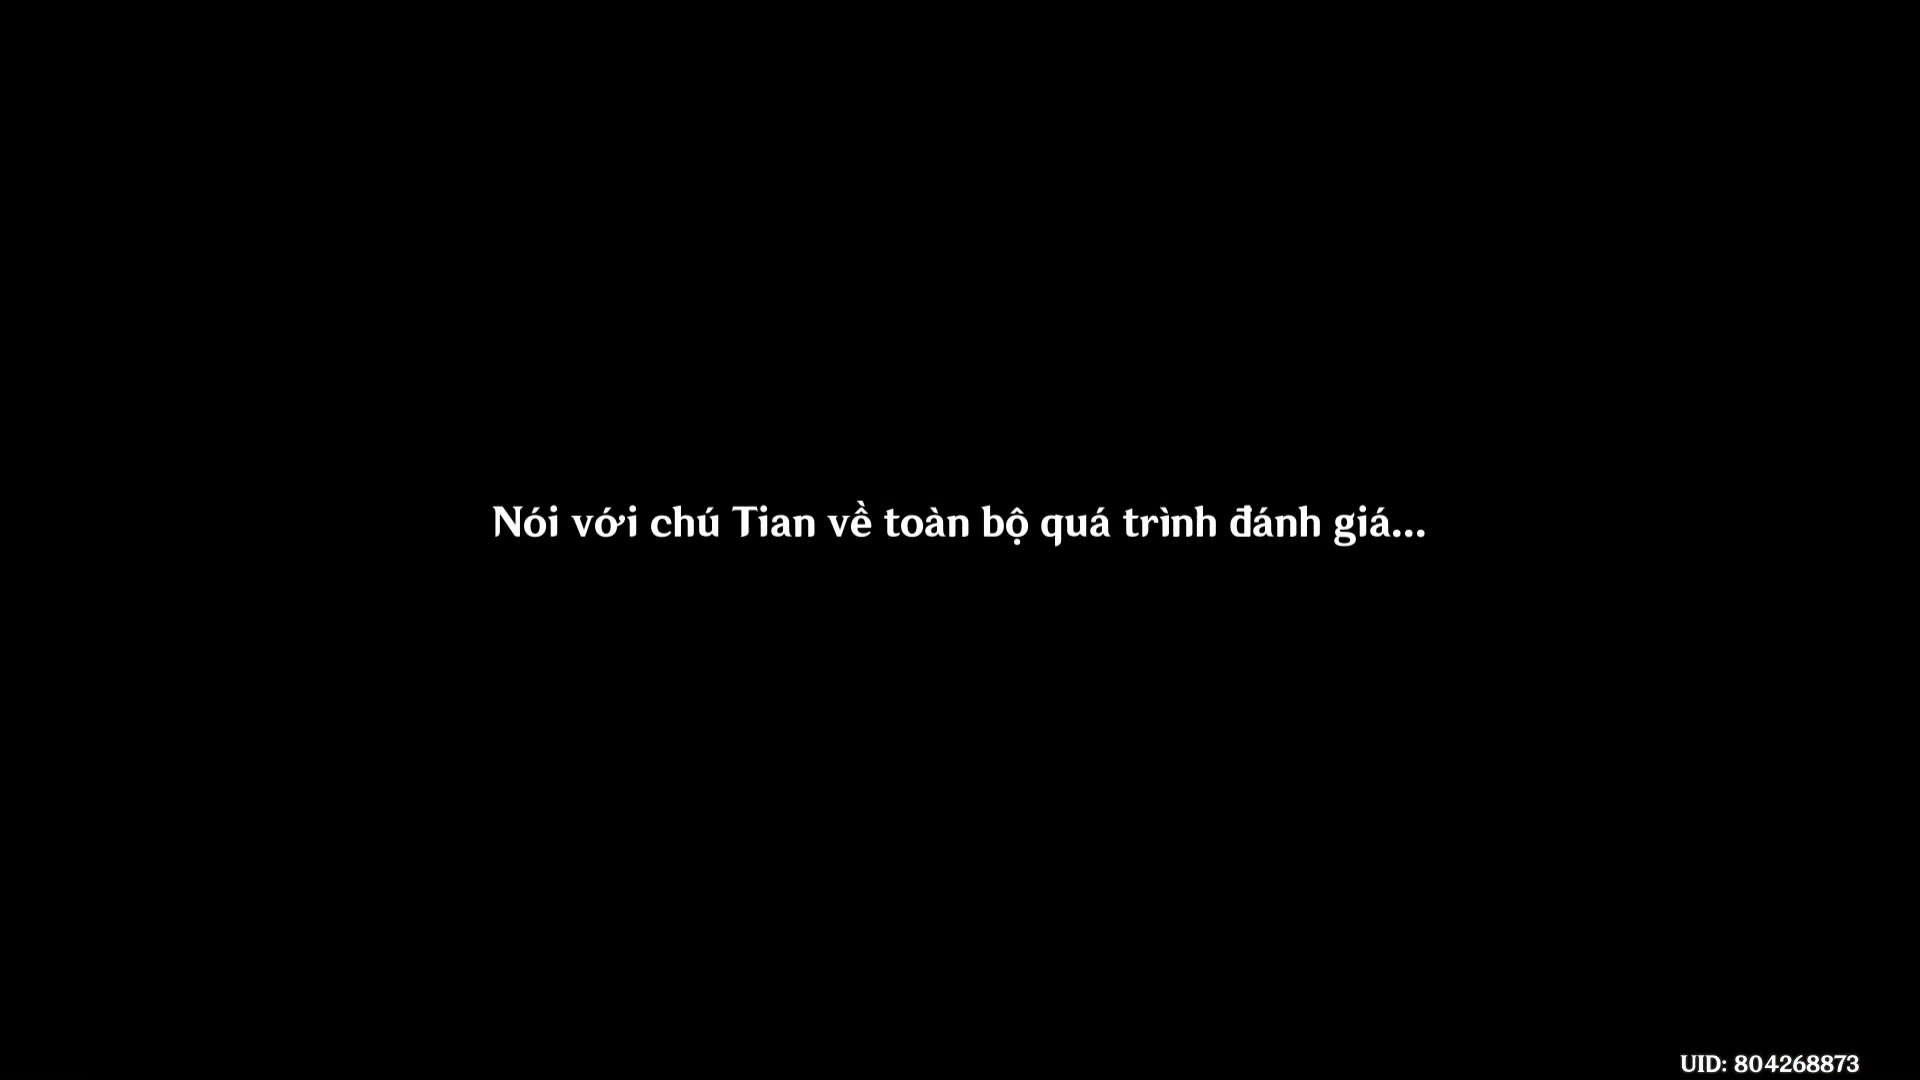 Nói với chú Tian về toàn bộ quá trình đánh giá...
UID: 804268873